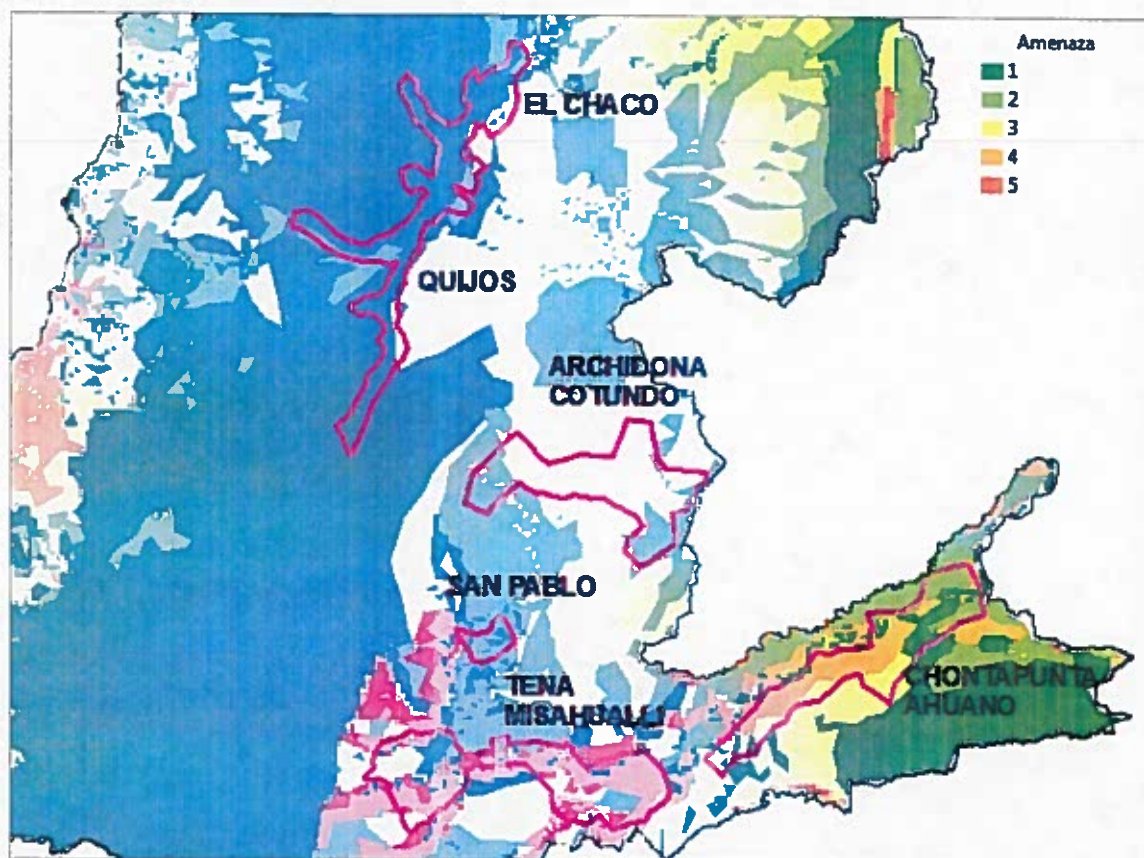 Amenaza
1
2
3
4
5
EL CHACO
QUIJOS
ARCHIDONA
COTUNDO
SAN PABLO
TENA
MISAHUALLI
CHONTAPUNTA
AHUANO